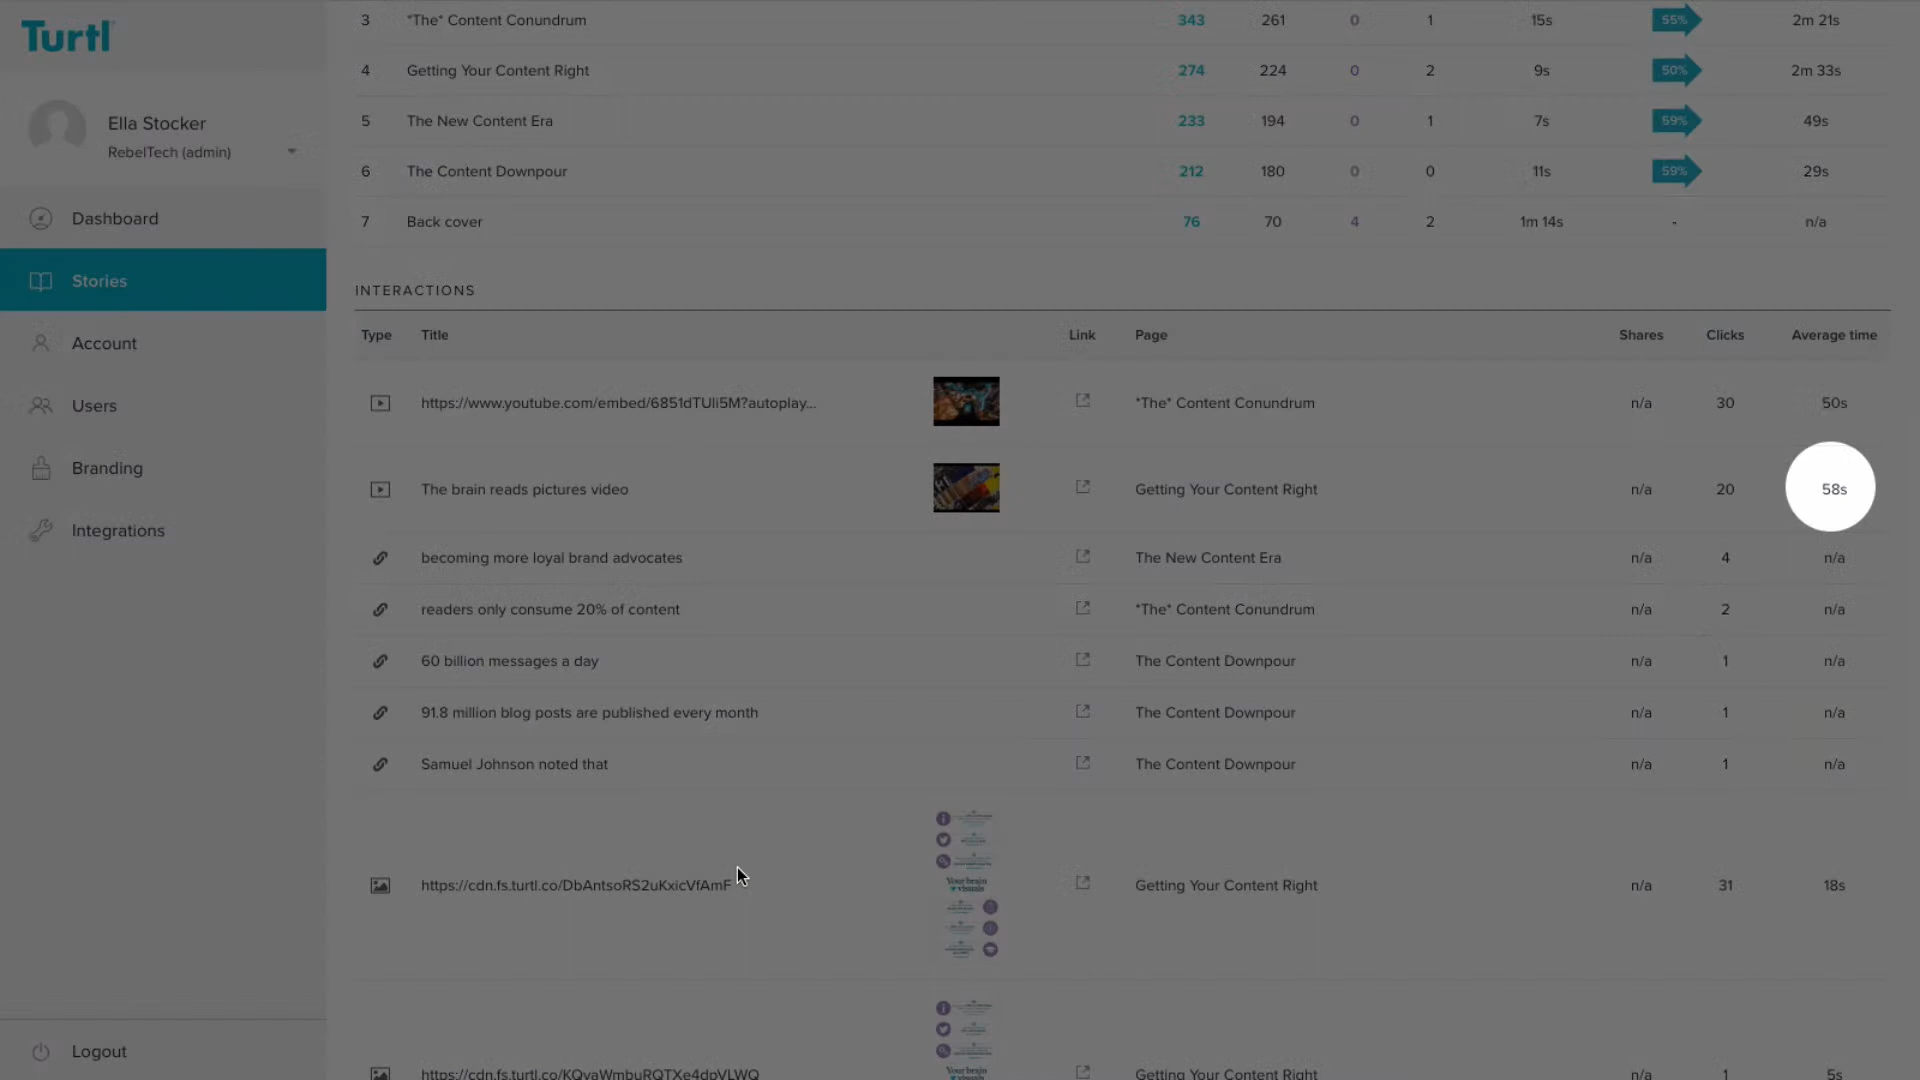 Turtl
Ella Stocker
RebelTech (admin)
Dashboard
Stories
Account
Users
Branding
Integrations
Logout
3 *The* Content Conundrum 343 261 0 1 15s 55% 2m 21s
4 Getting Your Content Right 274 224 0 2 9s 50% 2m 33s
5 The New Content Era 233 194 0 1 7s 59% 49s
6 The Content Downpour 212 180 0 0 11s 59% 29s
7 Back cover 76 70 4 2 1m 14s - n/a
INTERACTIONS
Type Title Link Page Shares Clicks Average time
https://www.youtube.com/embed/6851dTUli5M?autoplay... *The* Content Conundrum n/a 30 50s
The brain reads pictures video Getting Your Content Right n/a 20 58s
becoming more loyal brand advocates The New Content Era n/a 4 n/a
readers only consume 20% of content *The* Content Conundrum n/a 2 n/a
60 billion messages a day The Content Downpour n/a 1 n/a
91.8 million blog posts are published every month The Content Downpour n/a 1 n/a
Samuel Johnson noted that The Content Downpour n/a 1 n/a
Your brain
visuals
https://cdn.fs.turtl.co/DbAntsoRS2uKxicVfAmF Getting Your Content Right n/a 31 18s
Your brain
visuals
https://cdn.fs.turtl.co/KQvaWmbuRQTXe4dpVLWQ Getting Your Content Right n/a 1 5s